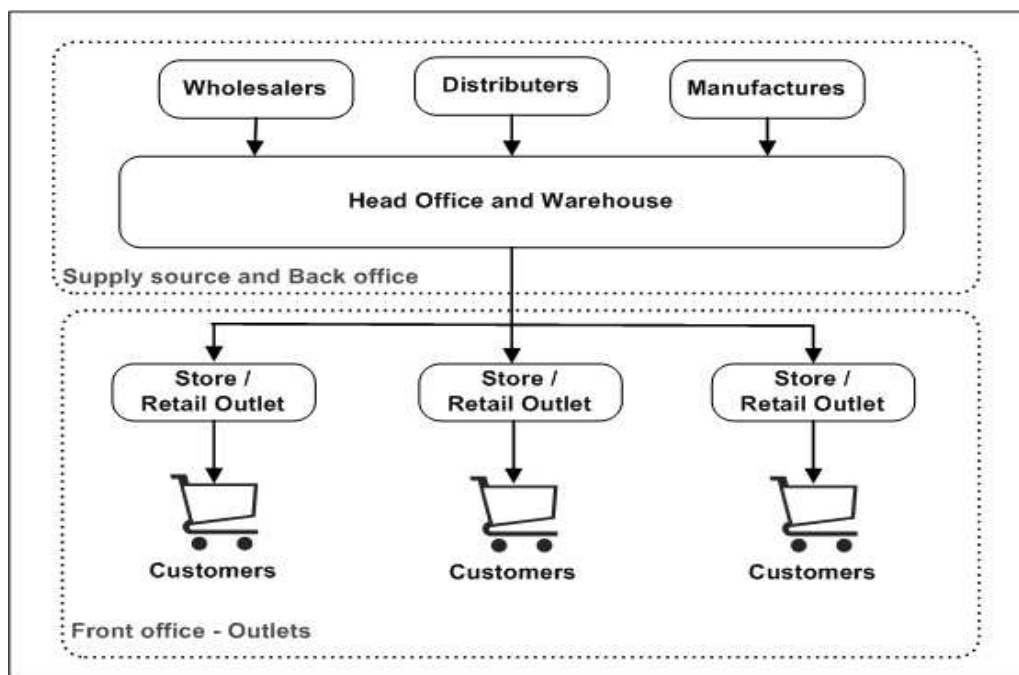 Wholesalers
Distributers
Manufactures
Head Office and Warehouse
Supply source and Back office
Store /
Retail Outlet
Store /
Retail Outlet
Store /
Retail Outlet
Customers
Customers
Customers
Front office - Outlets